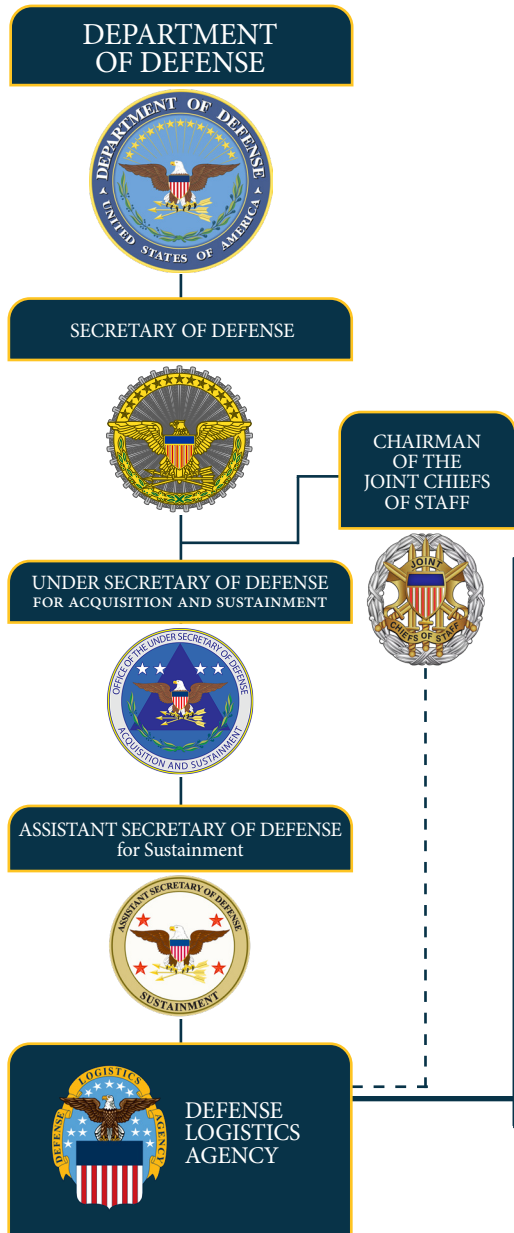 DEPARTMENT
OF DEFENSE
DEPARTMENT OF DEFENSE
UNITED STATES OF AMERICA
SECRETARY OF DEFENSE
CHAIRMAN
OF THE
JOINT CHIEFS
OF STAFF
JOINT
CHIEFS OF STAFF
UNDER SECRETARY OF DEFENSE
FOR ACQUISITION AND SUSTAINMENT
OFFICE OF THE UNDER SECRETARY OF DEFENSE
ACQUISITION AND SUSTAINMENT
ASSISTANT SECRETARY OF DEFENSE
for Sustainment
ASSISTANT SECRETARY OF DEFENSE
SUSTAINMENT
DEFENSE LOGISTICS AGENCY
DEFENSE
LOGISTICS
AGENCY